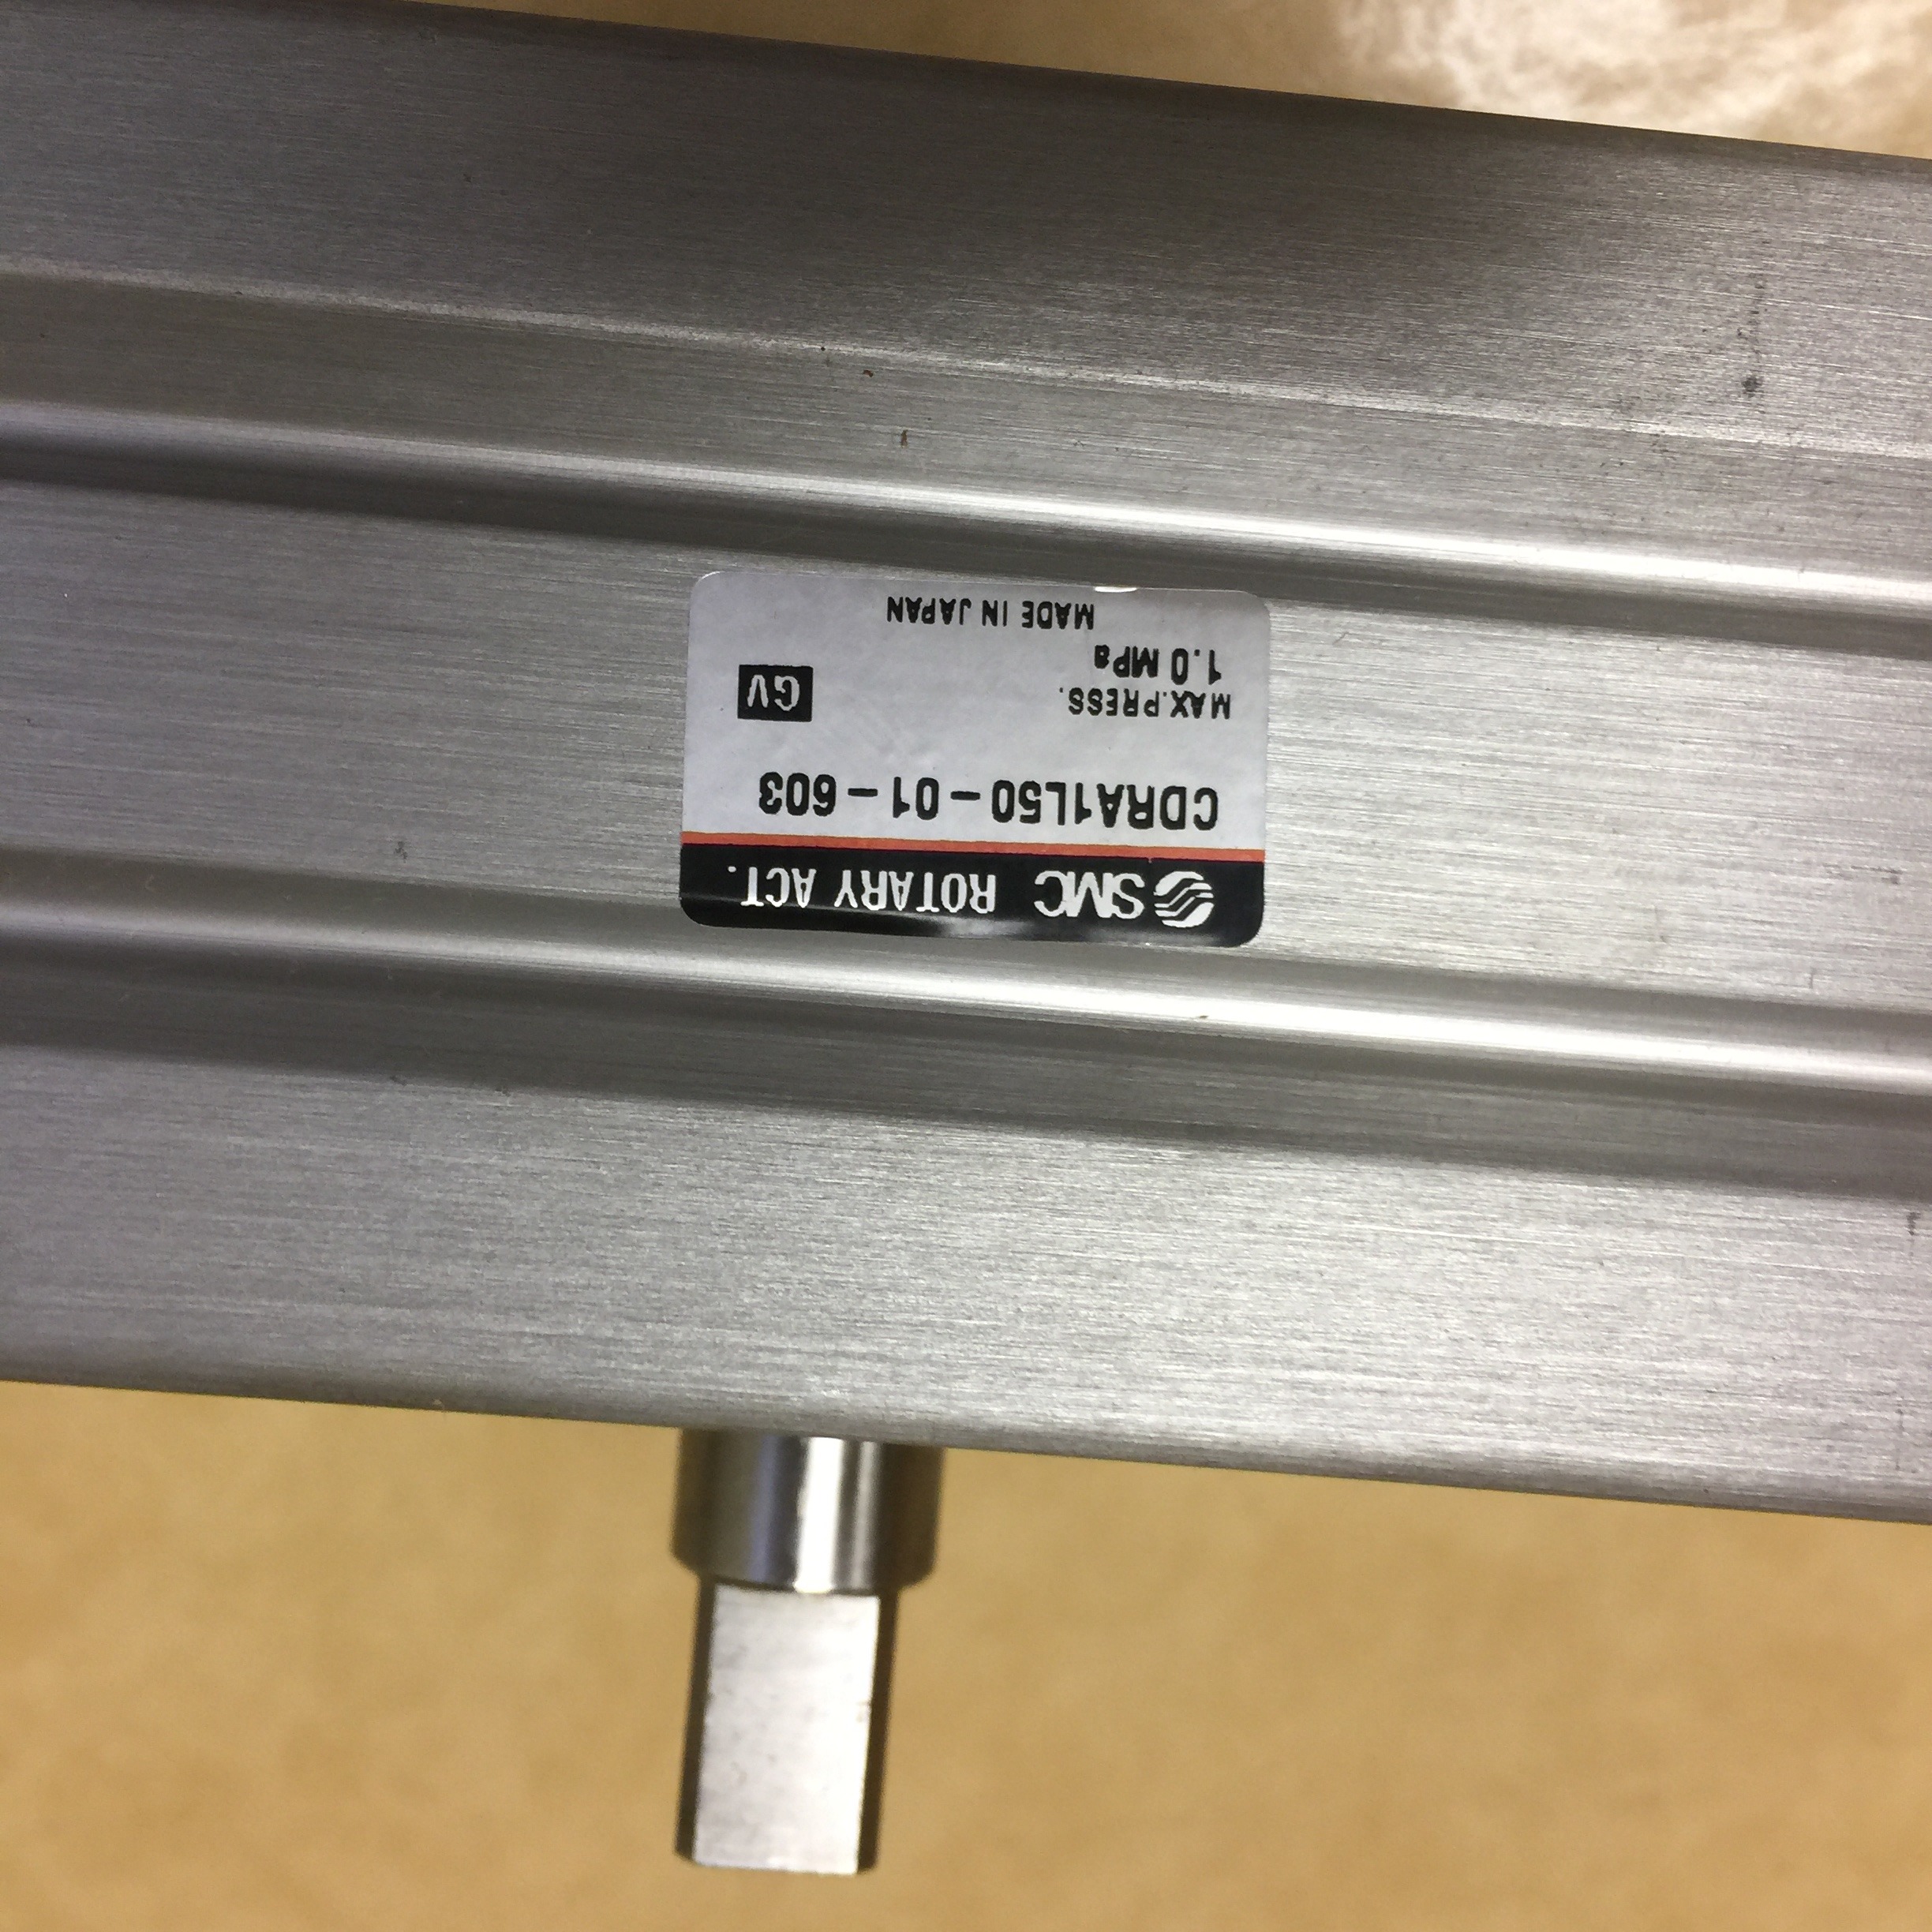 SMC ROTARY ACT.
CDRA1L50-01-603
MAX.PRESS.
1.0 MPa
GV
MADE IN JAPAN